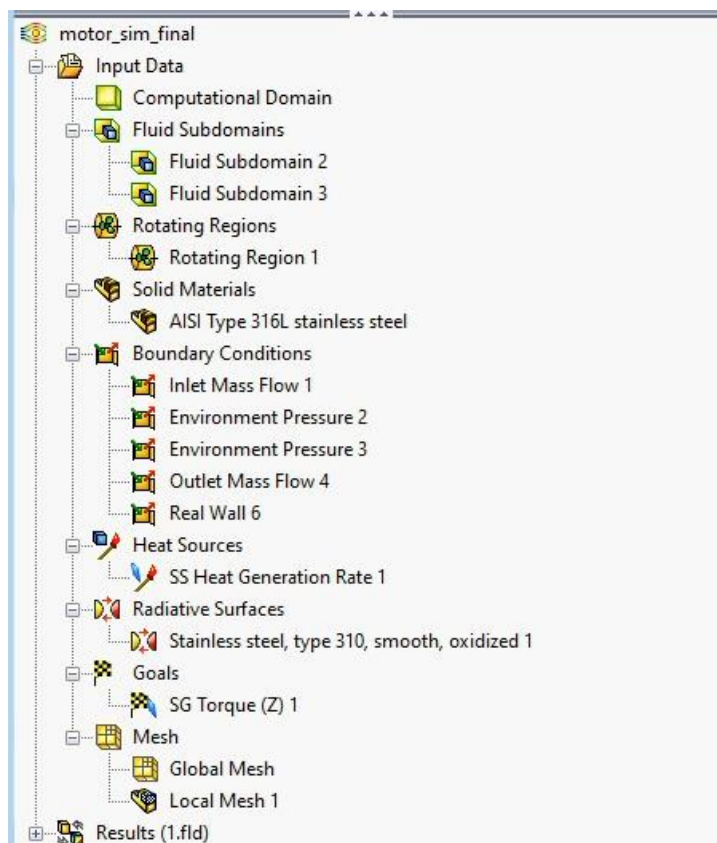 motor_sim_final
Input Data
Computational Domain
Fluid Subdomains
Fluid Subdomain 2
Fluid Subdomain 3
Rotating Regions
Rotating Region 1
Solid Materials
AISI Type 316L stainless steel
Boundary Conditions
Inlet Mass Flow 1
Environment Pressure 2
Environment Pressure 3
Outlet Mass Flow 4
Real Wall 6
Heat Sources
SS Heat Generation Rate 1
Radiative Surfaces
Stainless steel, type 310, smooth, oxidized 1
Goals
SG Torque (Z) 1
Mesh
Global Mesh
Local Mesh 1
Results (1.fld)